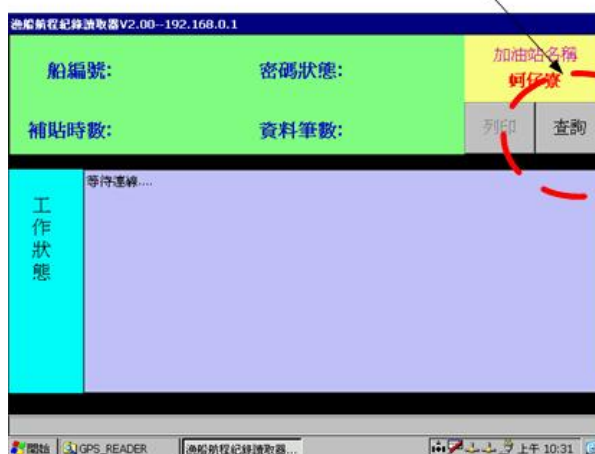 漁船航程紀錄讀取器V2.00--192.168.0.1
船編號:
密碼狀態:
加油站名稱
蚵仔寮
補貼時數:
資料筆數:
列印
查詢
工作狀態
等待連線....
開始
GPS_READER
漁船航程紀錄讀取器...
上午 10:31